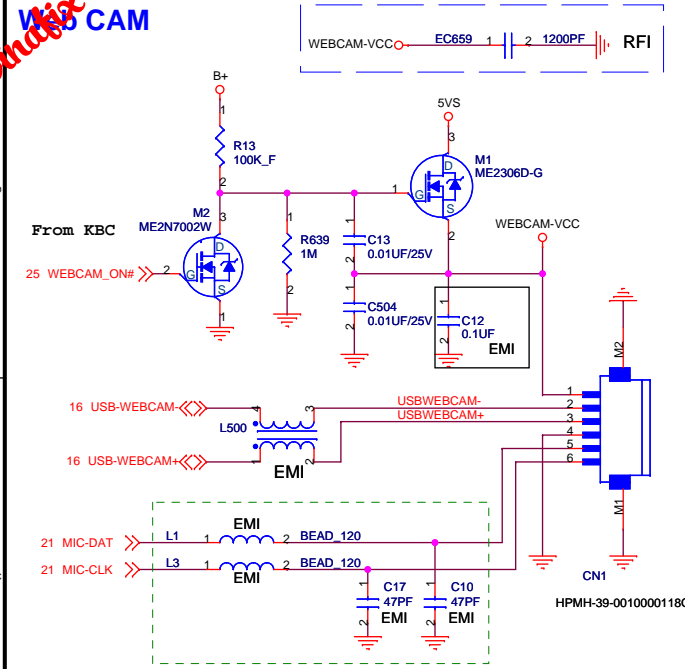 Web CAM
WEBCAM-VCC EC659 1 2 1200PF RFI
B+
1
R13
100K_F
2
5VS
3
D
M1
ME2306D-G
1
G
S
2
From KBC
M2
ME2N7002W
3
D
25 WEBCAM_ON# 2
G
S
1
1
R639
1M
2
1
C13
0.01UF/25V
2
1
C504
0.01UF/25V
2
WEBCAM-VCC
1
C12
0.1UF
2
EMI
M2
16 USB-WEBCAM- 4 3 USBWEBCAM- 1
USBWEBCAM+ 2
L500 3
4
16 USB-WEBCAM+ 1 2 5
EMI 6
M1
EMI
21 MIC-DAT L1 1 2 BEAD_120
21 MIC-CLK L3 1 2 BEAD_120
EMI
1
C17
47PF
EMI
2
1
C10
47PF
EMI
2
CN1
HPMH-39-0010000118